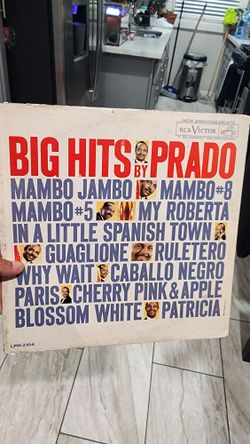 NEW ARRANGEMENTS
RCA VICTOR
BIG HITS BY PRADO
MAMBO JAMBO MAMBO #8
MAMBO #5 MY ROBERTA
IN A LITTLE SPANISH TOWN
GUAGLIONE RULETERO
WHY WAIT CABALLO NEGRO
PARIS CHERRY PINK & APPLE
BLOSSOM WHITE PATRICIA
LPM-2104